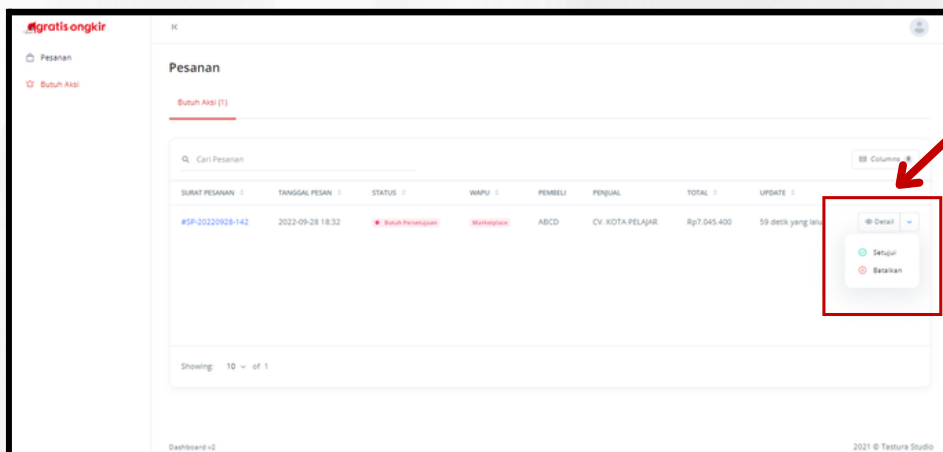 gratis ongkir
Pesanan
Butuh Aksi
Pesanan
Butuh Aksi (1)
Cari Pesanan
Columns
SURAT PESANAN TANGGAL PESAN STATUS WAPU PEMBELI PENJUAL TOTAL UPDATE
#SP-20220928-142 2022-09-28 18:32 Butuh Persetujuan Marketplace ABCD CV. KOTA PELAJAR Rp7.045.400 59 detik yang lalu Detail
Setujui
Batalkan
Showing: 10 of 1
Dashboard v2 2021 © Testura Studio